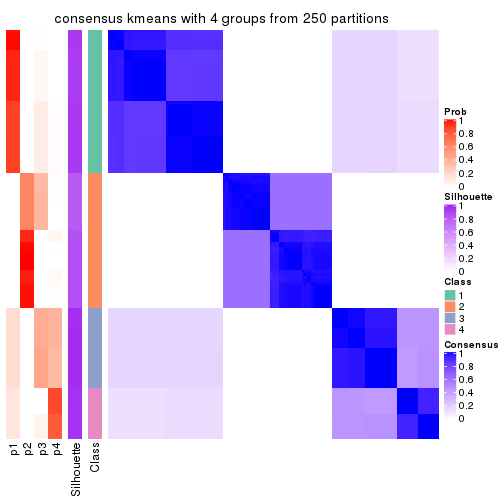 consensus kmeans with 4 groups from 250 partitions
Prob
1
0.8
0.6
0.4
0.2
0
Silhouette
1
0.8
0.6
0.4
0.2
0
Class
1
2
3
4
Consensus
1
0.8
0.6
0.4
0.2
0
p1
p2
p3
p4
Silhouette
Class